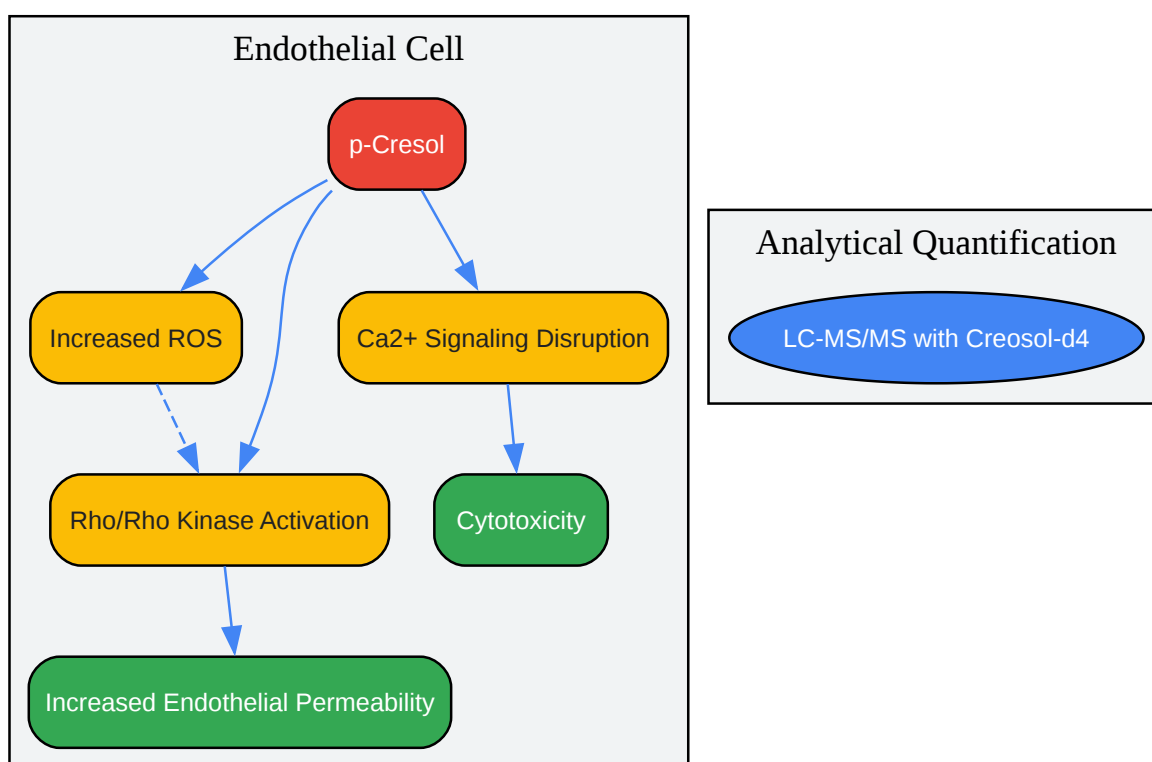 Endothelial Cell
p-Cresol
Increased ROS
Ca2+ Signaling Disruption
Rho/Rho Kinase Activation
Cytotoxicity
Increased Endothelial Permeability
Analytical Quantification
LC-MS/MS with Creosol-d4